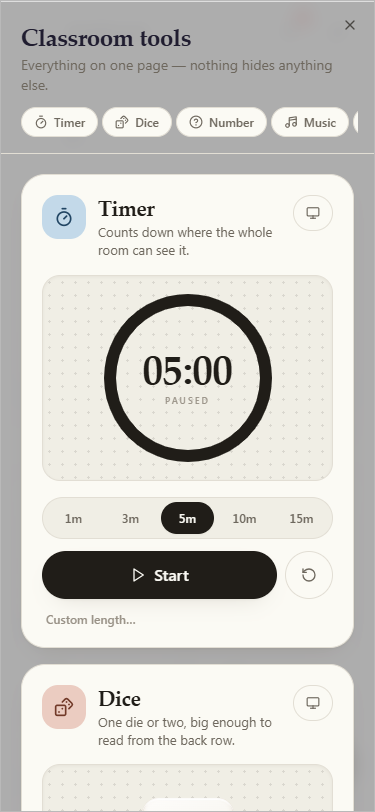 Classroom tools
Everything on one page — nothing hides anything
else.
Timer Dice Number Music
Timer
Counts down where the whole
room can see it.
05:00
PAUSED
1m 3m 5m 10m 15m
Start
Custom length...
Dice
One die or two, big enough to
read from the back row.